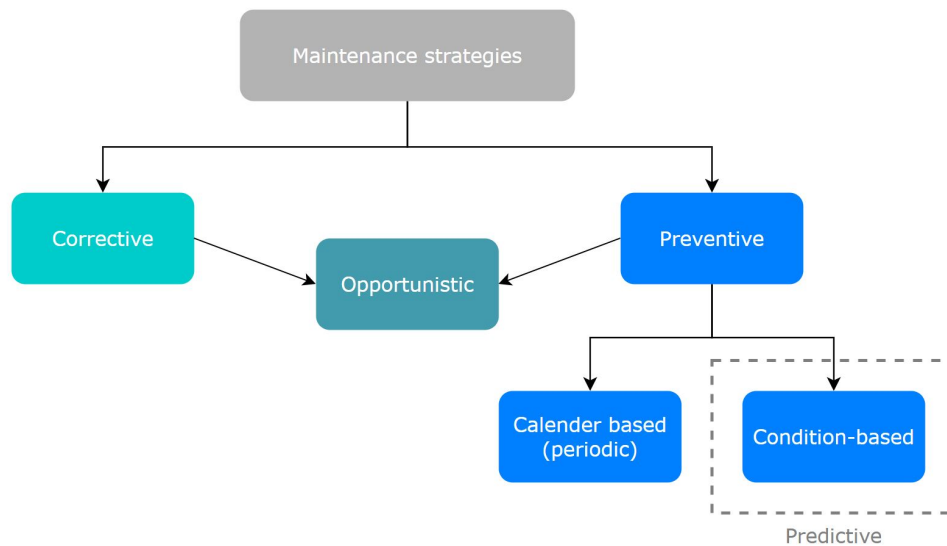 Maintenance strategies
Corrective
Preventive
Opportunistic
Calender based
(periodic)
Condition-based
Predictive